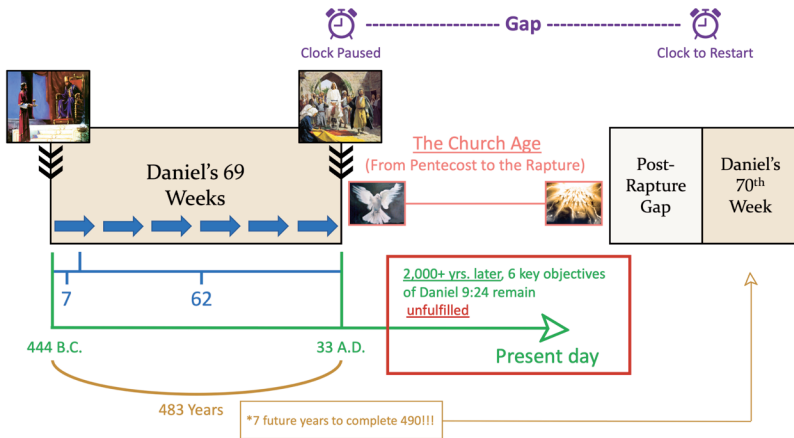 Gap
Clock Paused
Clock to Restart
Daniel's 69
Weeks
The Church Age
(From Pentecost to the Rapture)
Post-
Rapture
Gap
Daniel's
70th
Week
7
62
2,000+ yrs. later, 6 key objectives
of Daniel 9:24 remain
unfulfilled
Present day
444 B.C.
33 A.D.
483 Years
*7 future years to complete 490!!!